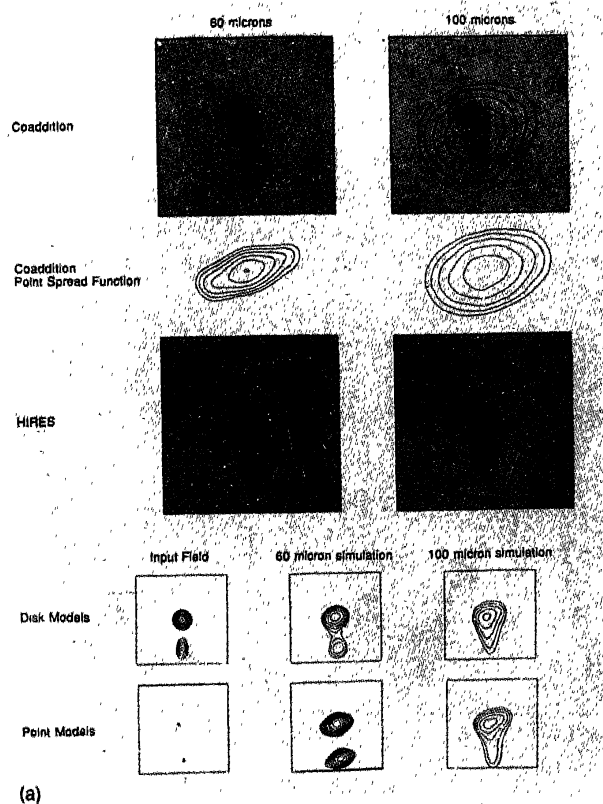 60 microns 100 microns
Coaddition
Coaddition
Point Spread Function
HIRES
Input Field 60 micron simulation 100 micron simulation
Disk Models
Point Models
(a)